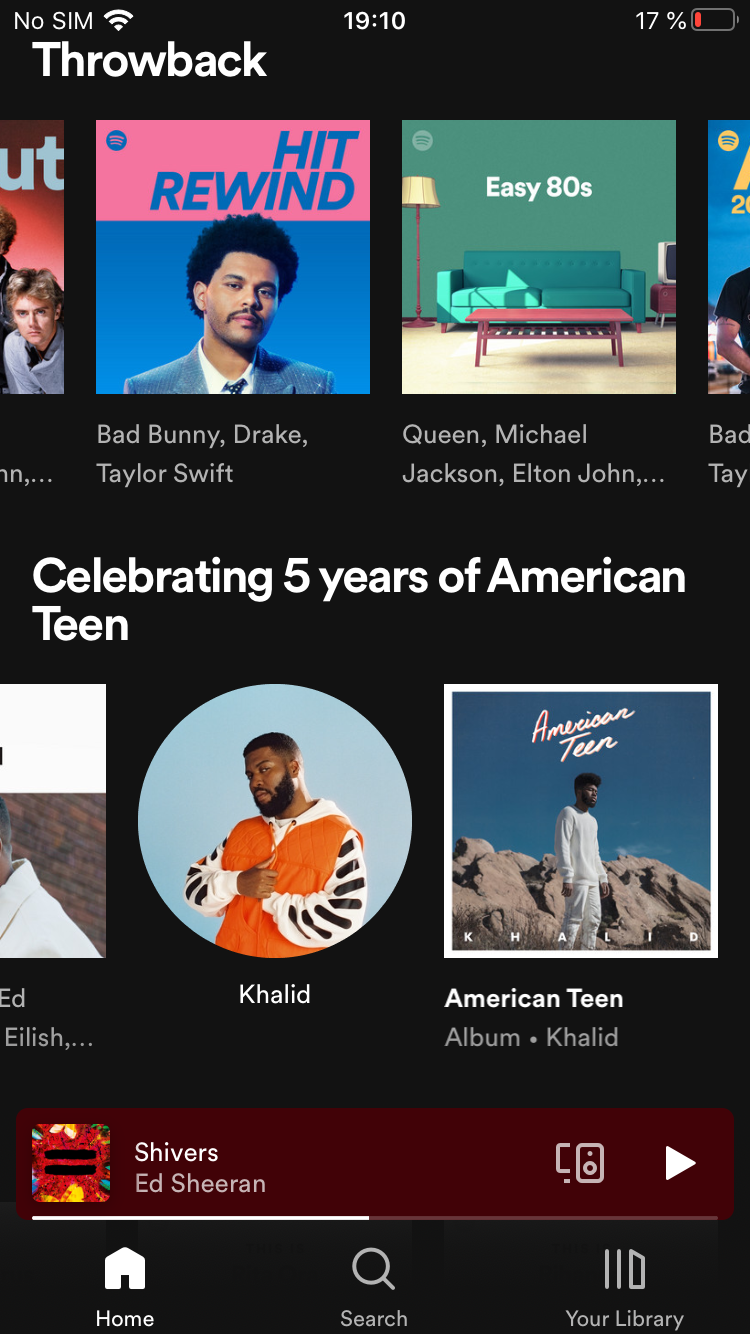 No SIM 19:10 17 %
Throwback
ut
HIT
REWIND
Easy 80s
20
Bad Bunny, Drake,
Taylor Swift
Queen, Michael
Jackson, Elton John,...
Bad
Tay
Celebrating 5 years of American
Teen
American
Teen
K H A L I D
Ed
Eilish,...
Khalid
American Teen
Album • Khalid
Shivers
Ed Sheeran
Home
Search
Your Library